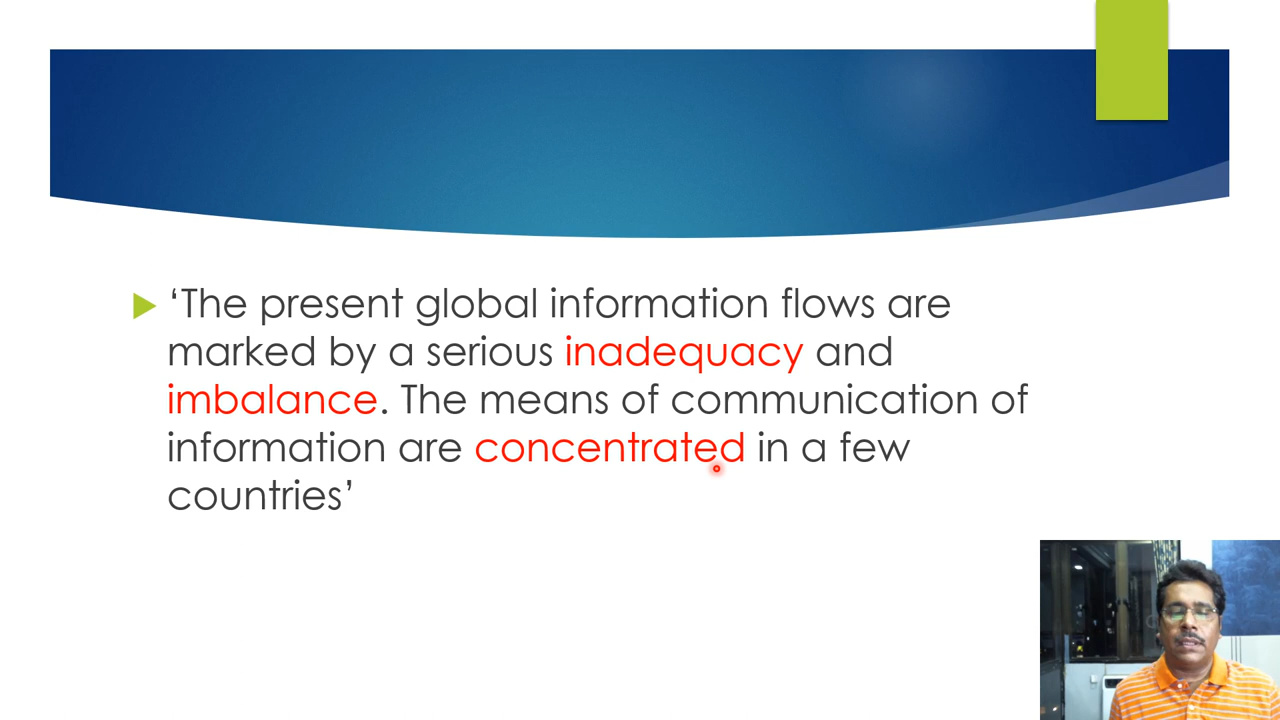 ‘The present global information flows are
marked by a serious inadequacy and
imbalance. The means of communication of
information are concentrated in a few
countries’